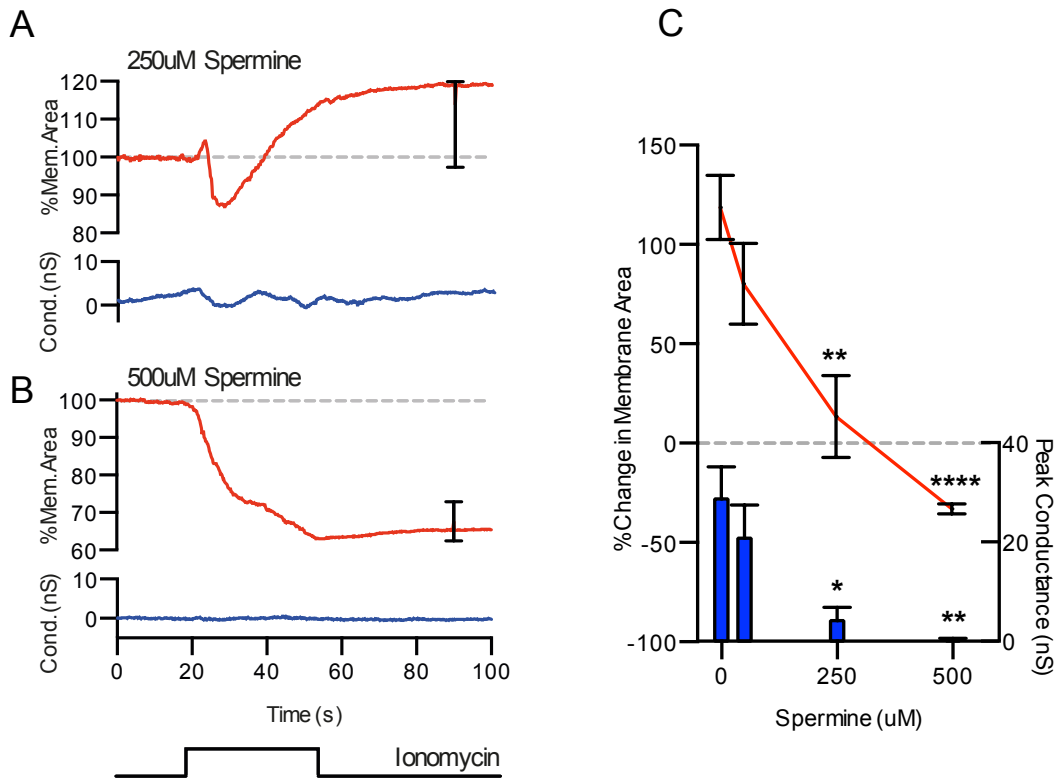 A
250uM Spermine
120
100
90
80
%Mem.Area
10
0
Cond.(nS)
B
500uM Spermine
100
90
80
70
60
%Mem.Area
10
0
Cond.(nS)
0 20 40 60 80 100
Time (s)
Ionomycin
C
150
100
50
0
-50
-100
%Change in Membrane Area
**
****
*
**
40
20
0
Peak Conductance (nS)
0 250 500
Spermine (uM)